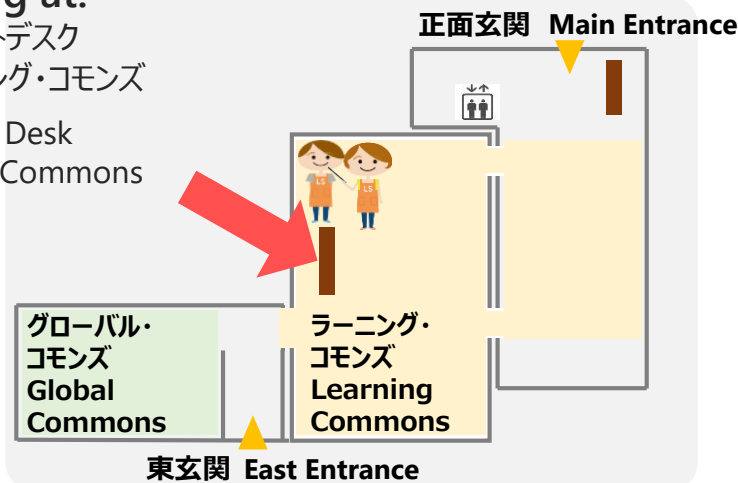 g at:
トデスク
ング・コモンズ
Desk
Commons
正面玄関 Main Entrance
LS
LS
グローバル・
コモンズ
Global
Commons
ラーニング・
コモンズ
Learning
Commons
東玄関 East Entrance